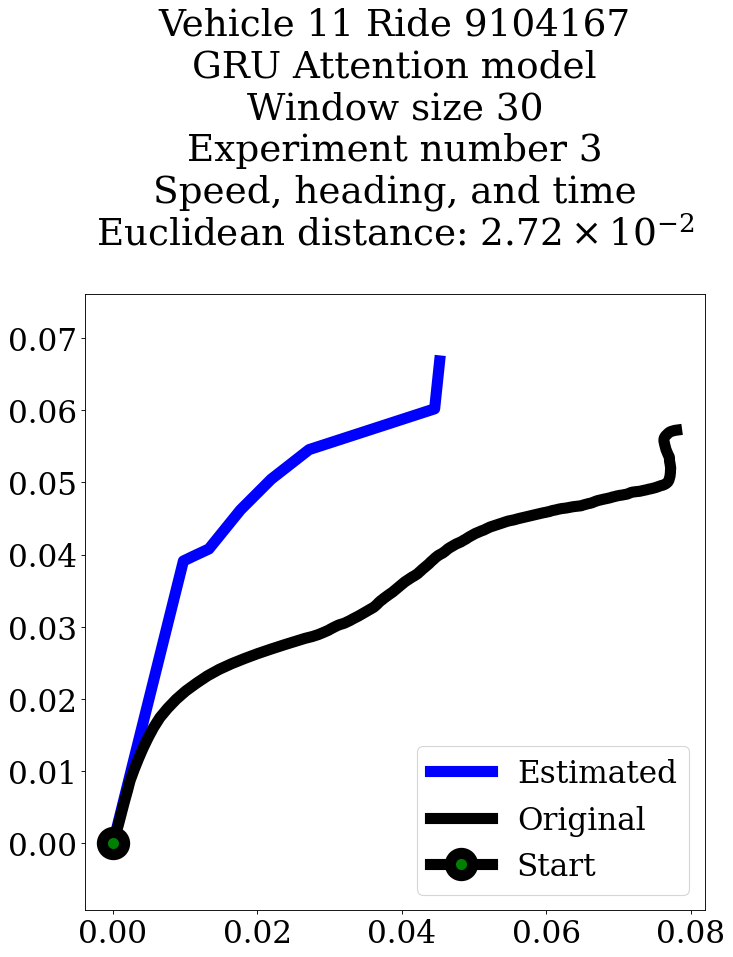 Vehicle 11 Ride 9104167
GRU Attention model
Window size 30
Experiment number 3
Speed, heading, and time
Euclidean distance: 2.72 × 10⁻²
0.07
0.06
0.05
0.04
0.03
0.02
0.01
0.00
Estimated
Original
Start
0.00 0.02 0.04 0.06 0.08